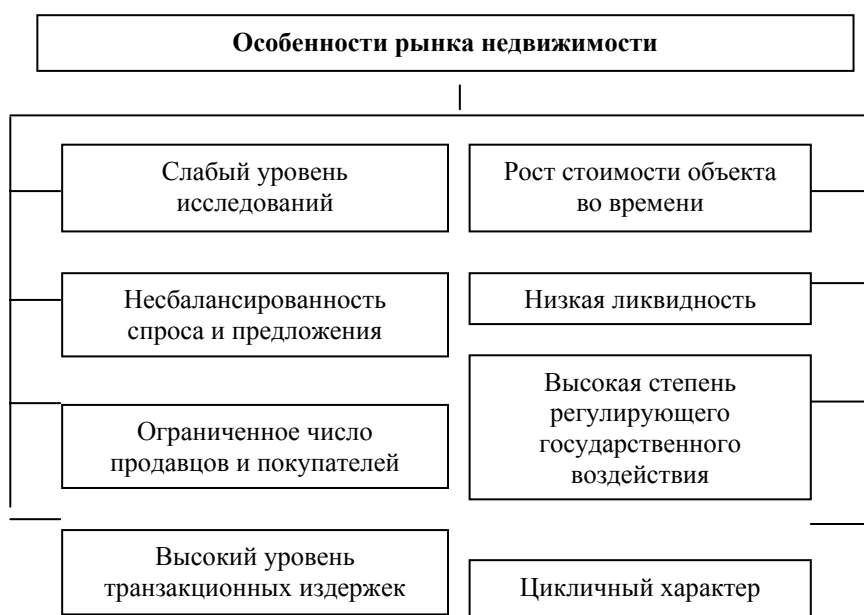 Особенности рынка недвижимости
Слабый уровень
исследований
Рост стоимости объекта
во времени
Несбалансированность
спроса и предложения
Низкая ликвидность
Ограниченное число
продавцов и покупателей
Высокая степень
регулирующего
государственного
воздействия
Высокий уровень
транзакционных издержек
Цикличный характер